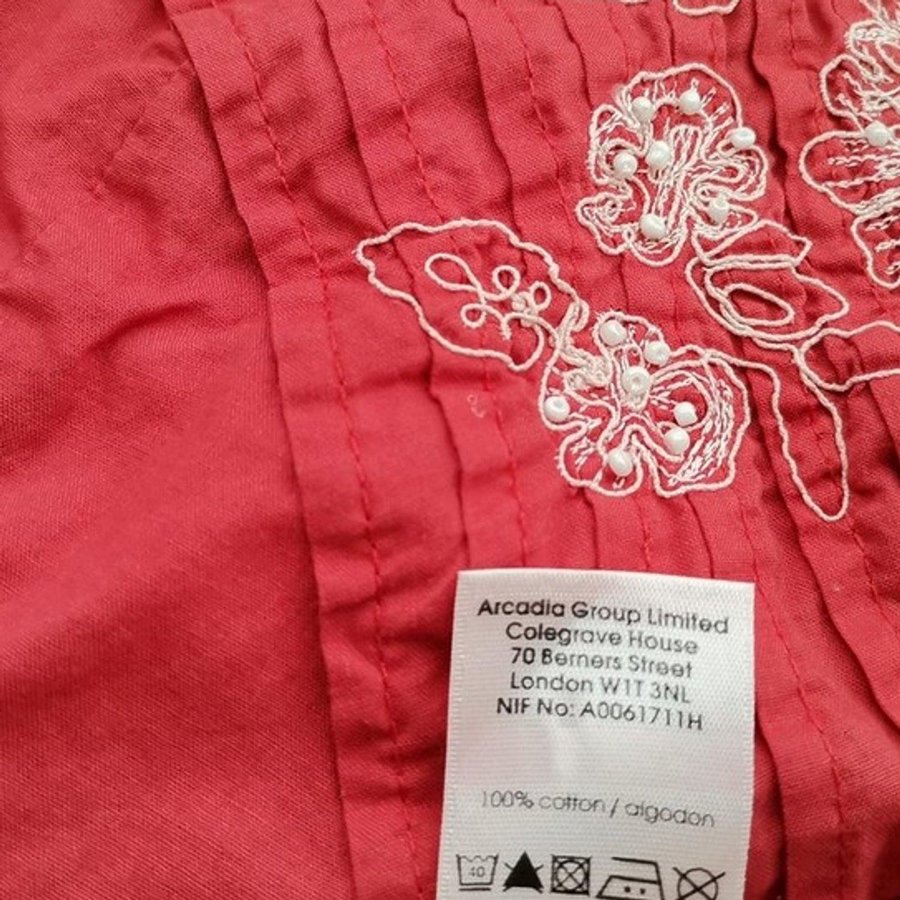 Arcadia Group Limited
Colegrave House
70 Berners Street
London W1T 3NL
NIF No: A0061711H
100% cotton / algodon
40